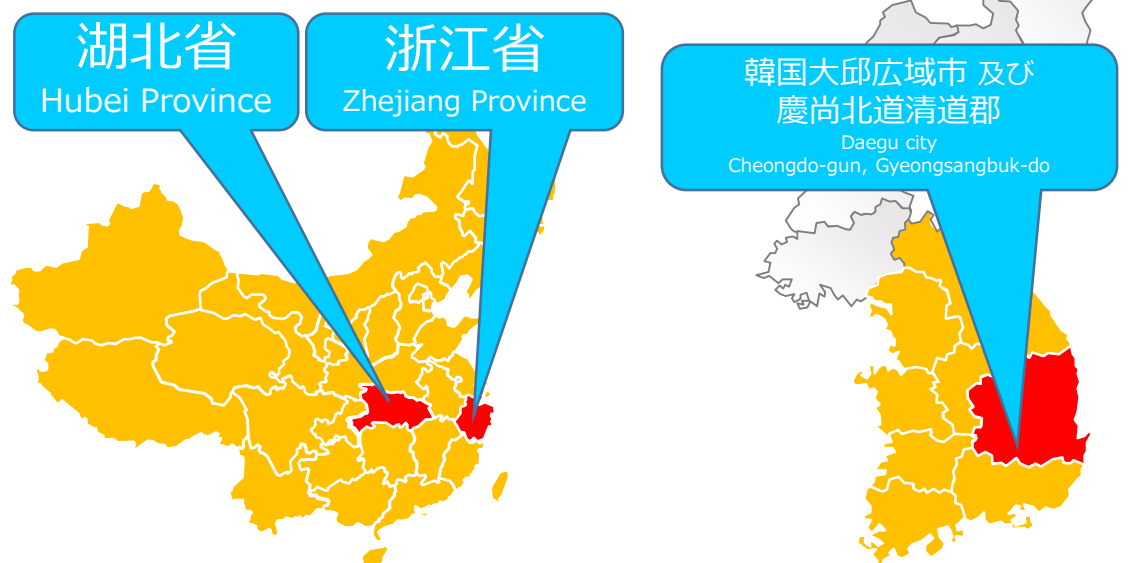 湖北省
Hubei Province
浙江省
Zhejiang Province
韓国大邱広域市 及び
慶尚北道清道郡
Daegu city
Cheongdo-gun, Gyeongsangbuk-do